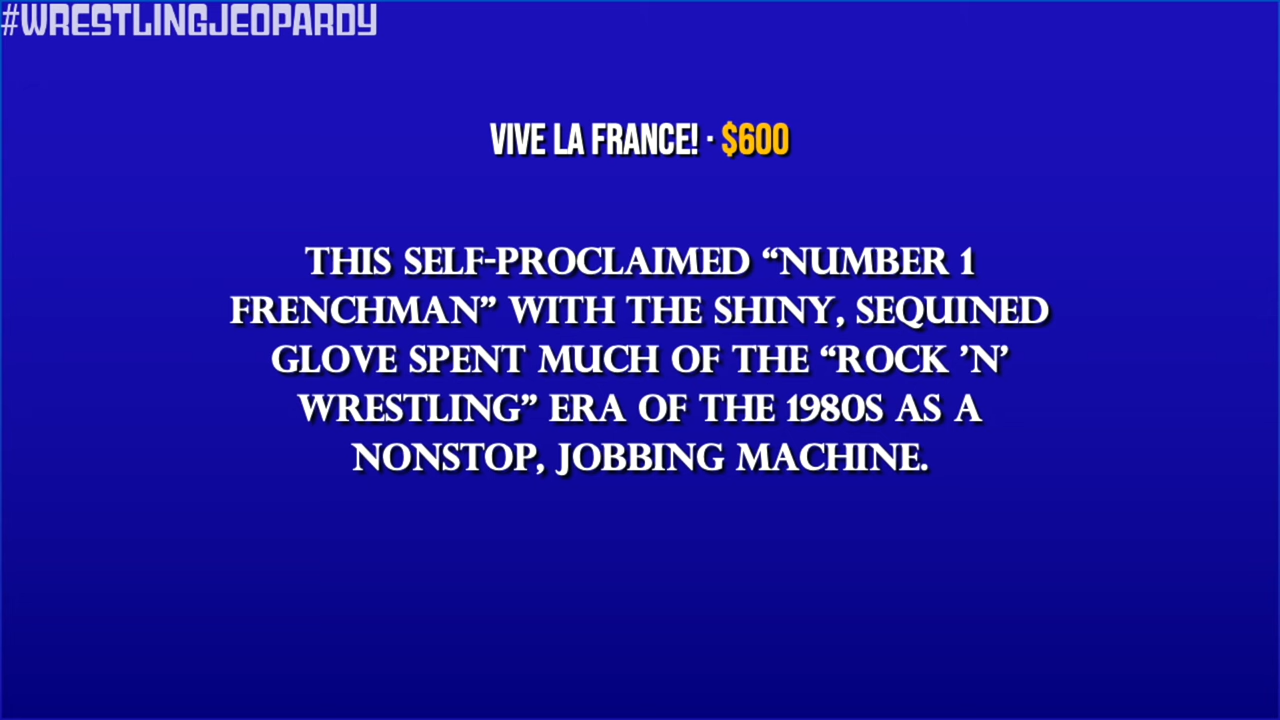 #WRESTLINGJEOPARDY
VIVE LA FRANCE! · $600
THIS SELF-PROCLAIMED “NUMBER 1
FRENCHMAN” WITH THE SHINY, SEQUINED
GLOVE SPENT MUCH OF THE “ROCK ’N’
WRESTLING” ERA OF THE 1980S AS A
NONSTOP, JOBBING MACHINE.